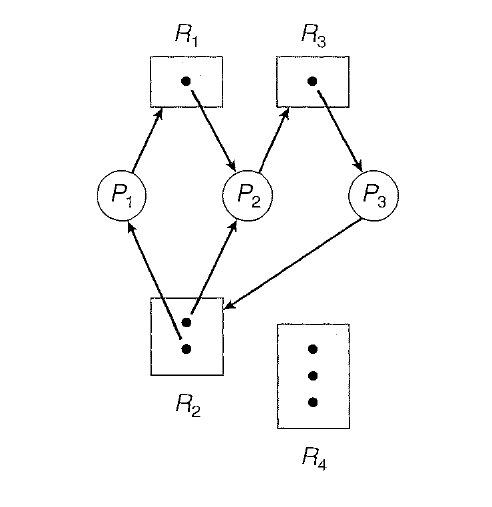 R₁ R₃
P₁ P₂ P₃
R₂
R₄